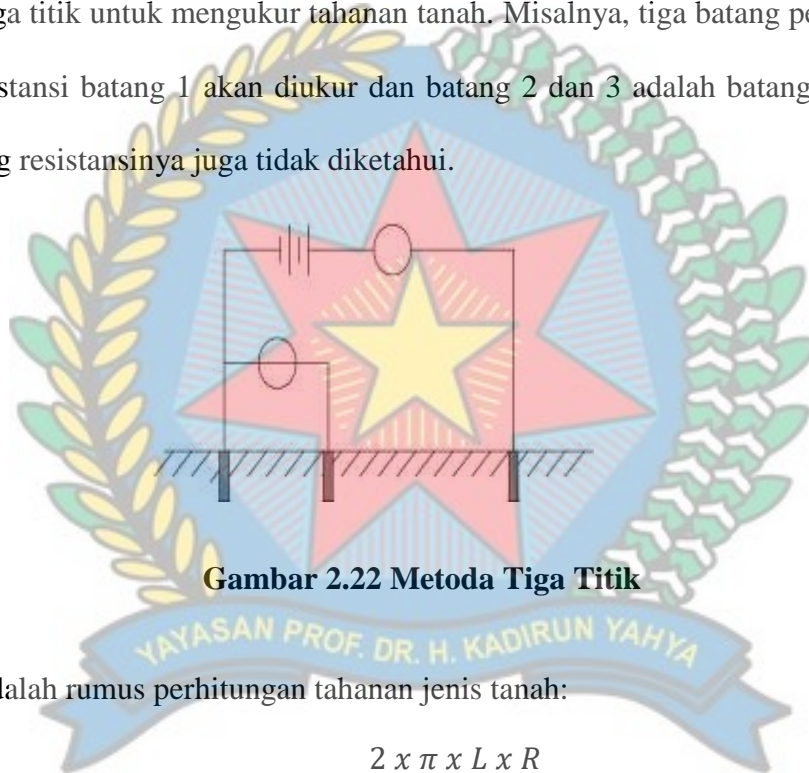 ga titik untuk mengukur tahanan tanah. Misalnya, tiga batang
stansi batang 1 akan diukur dan batang 2 dan 3 adalah batang
g resistansinya juga tidak diketahui.
Gambar 2.22 Metoda Tiga Titik
YAYASAN PROF. DR. H. KADIRUN YAHYA
dalah rumus perhitungan tahanan jenis tanah:
2 x π x L x R